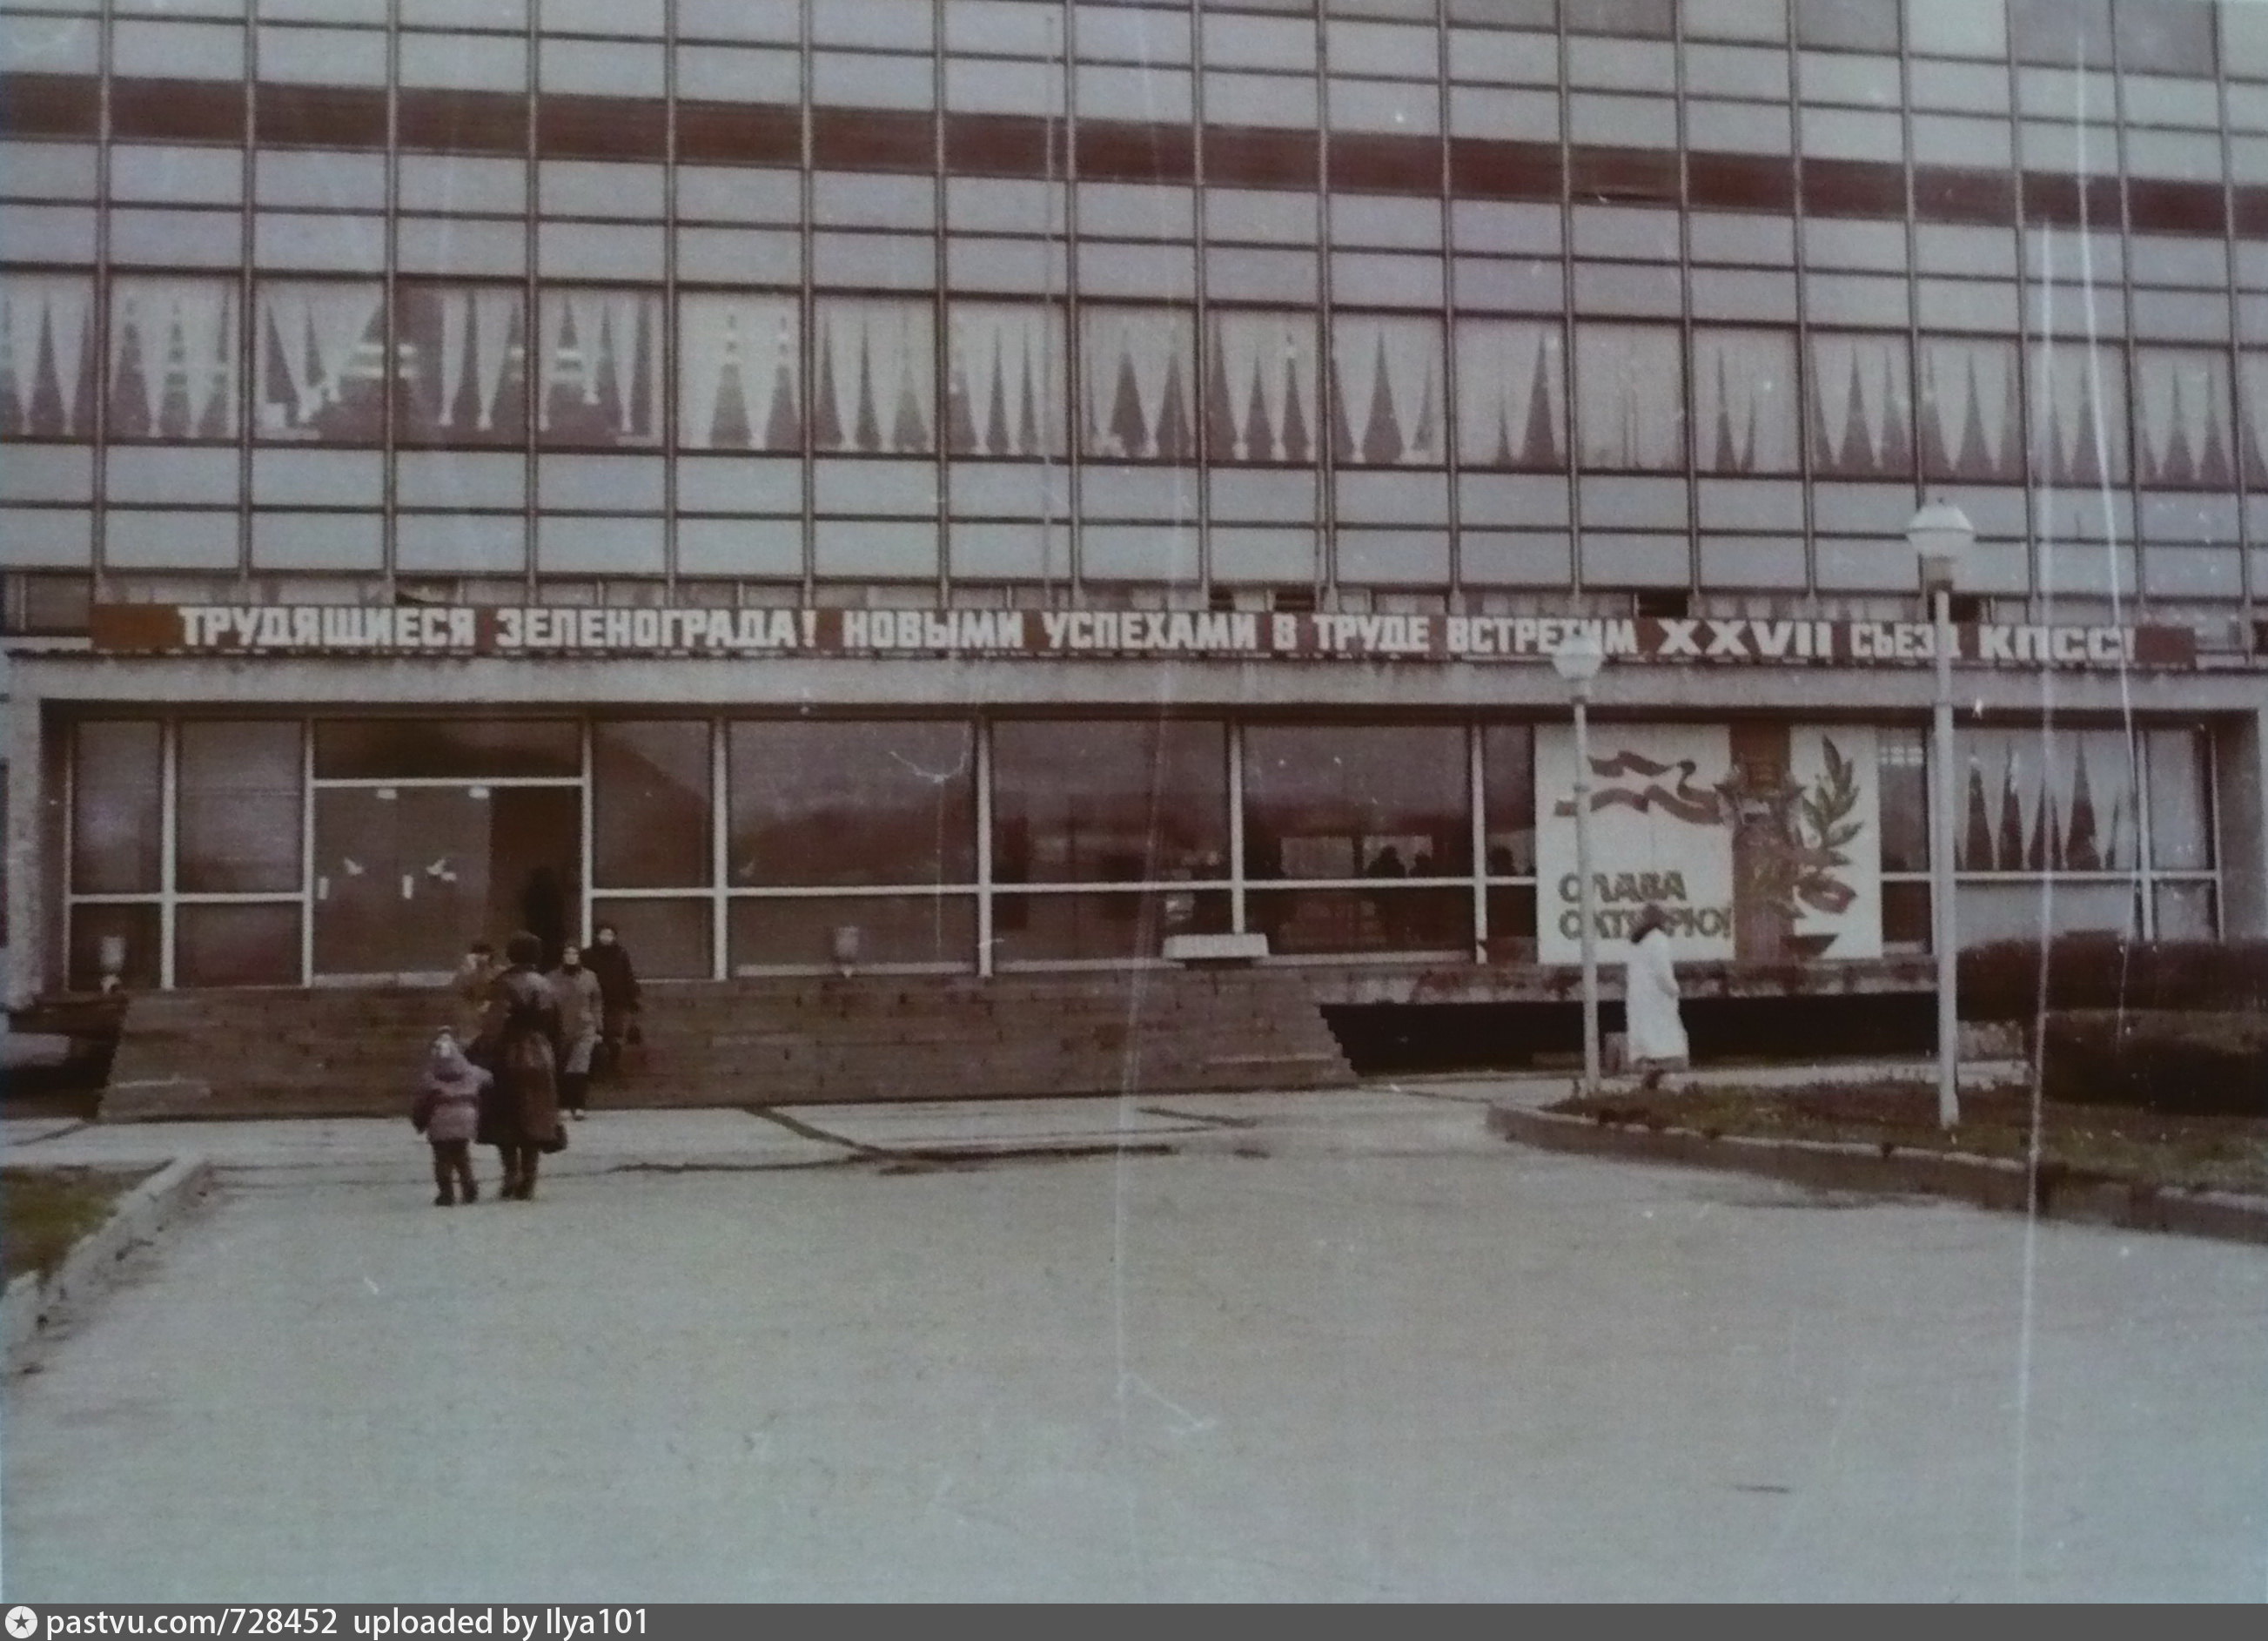 ТРУДЯЩИЕСЯ ЗЕЛЕНОГРАДА! НОВЫМИ УСПЕХАМИ В ТРУДЕ ВСТРЕТИМ XXVII СЪЕЗД КПСС!
СЛАВА
ОКТЯБРЮ!
pastvu.com/728452 uploaded by Ilya101